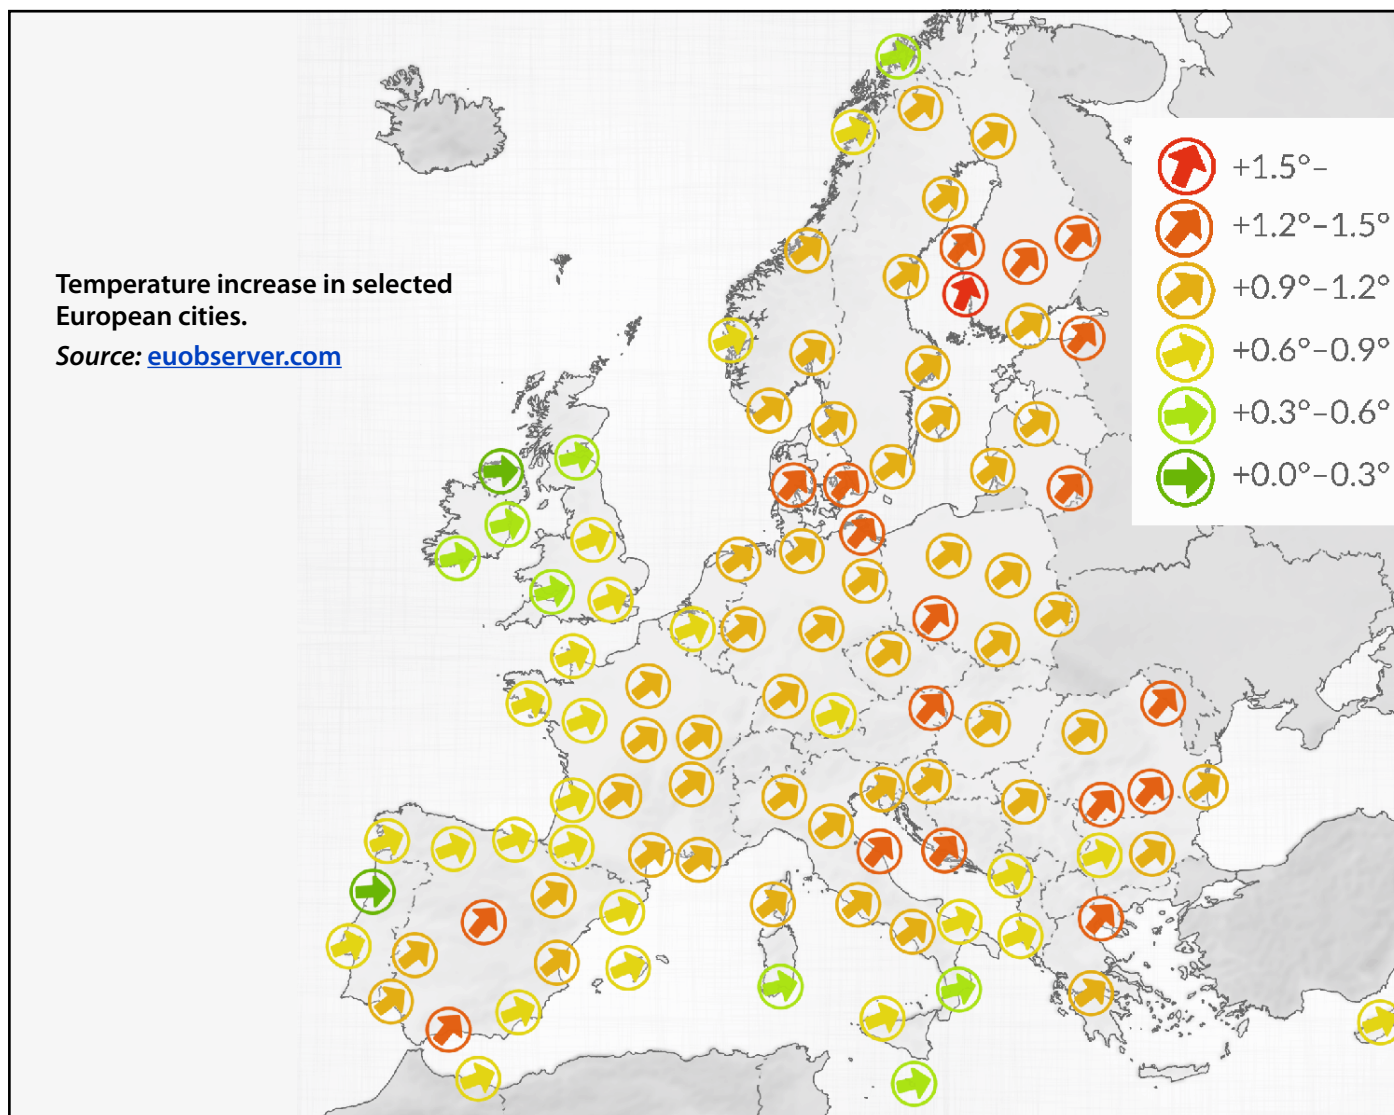 Temperature increase in selected
European cities.
Source: euobserver.com
+1.5°–
+1.2°–1.5°
+0.9°–1.2°
+0.6°–0.9°
+0.3°–0.6°
+0.0°–0.3°